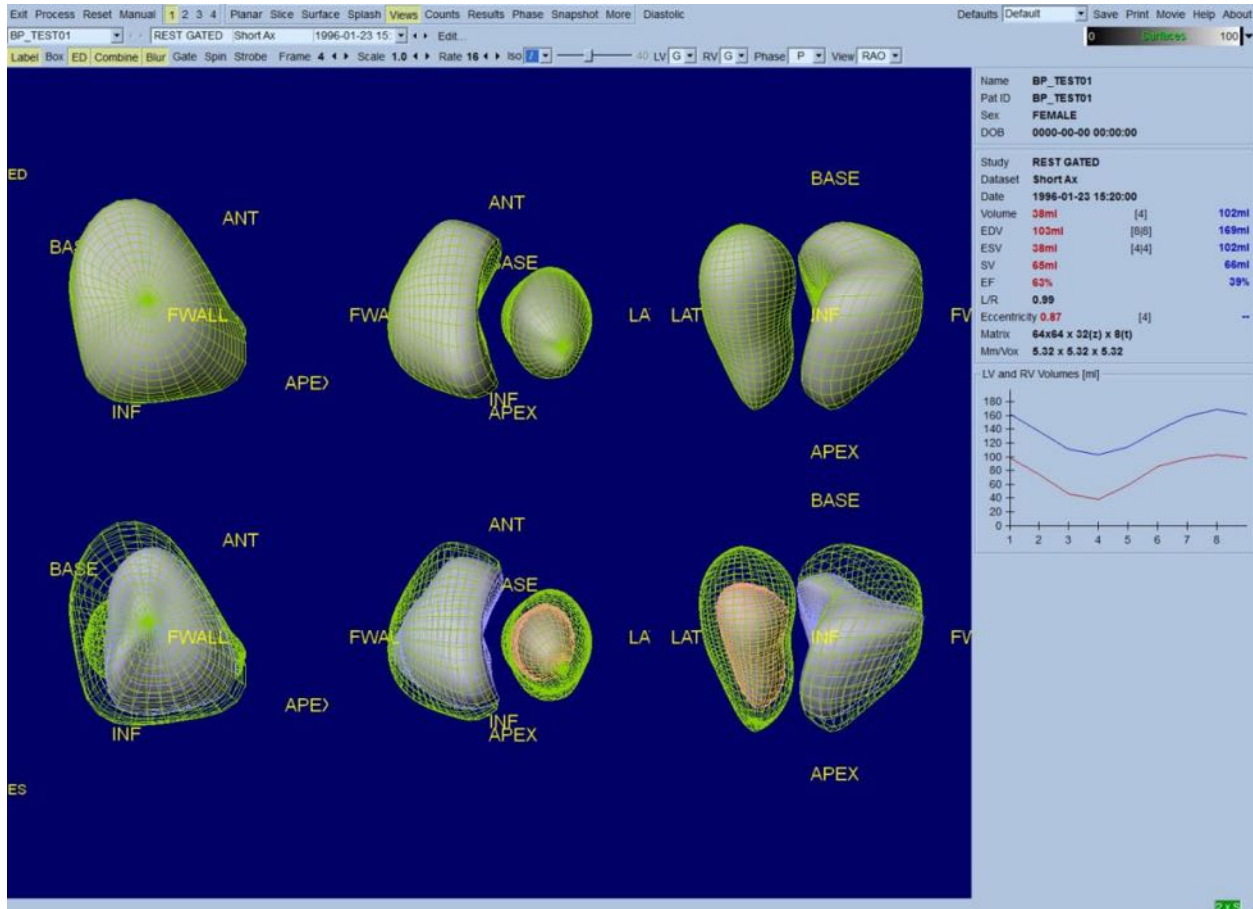 Exit Process Reset Manual 1 2 3 4 Planar Slice Surface Splash Views Counts Results Phase Snapshot More Diastolic Defaults Default Save Print Movie Help About
BP_TEST01 REST GATED Short Ax 1996-01-23 15: Edit... 0 Surfaces 100
Label Box ED Combine Blur Gate Spin Strobe Frame 4 Scale 1.0 Rate 16 Iso 40 LV G RV G Phase P View RAO
Name BP_TEST01
Pat ID BP_TEST01
Sex FEMALE
DOB 0000-00-00 00:00:00
Study REST GATED
Dataset Short Ax
Date 1996-01-23 15:20:00
Volume 38ml [4] 102ml
EDV 103ml [8|8] 169ml
ESV 38ml [4|4] 102ml
SV 65ml 66ml
EF 63% 39%
L/R 0.99
Eccentricity 0.87 [4] --
Matrix 64x64 x 32(z) x 8(t)
Mm/Vox 5.32 x 5.32 x 5.32
LV and RV Volumes [ml]
180
160
140
120
100
80
60
40
20
0
1 2 3 4 5 6 7 8
ED
ANT
BAS
FWALL
APEX
INF
ANT
BASE
FWA
LA
INF
APEX
BASE
LAT
INF
FW
APEX
ANT
BASE
FWALL
APEX
INF
ANT
BASE
FWAL
LA
INF
APEX
BASE
LAT
INF
FW
APEX
ES
2 x S